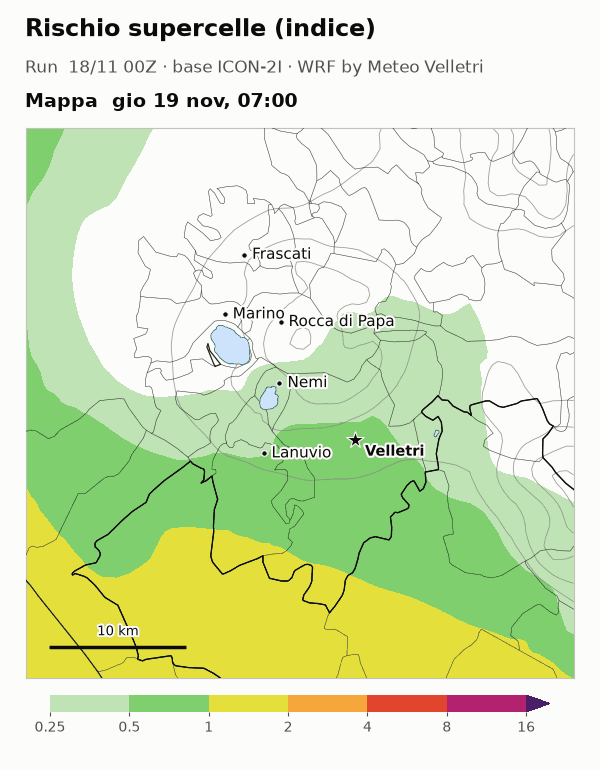 Rischio supercelle (indice)
Run 18/11 00Z · base ICON-2I · WRF by Meteo Velletri
Mappa gio 19 nov, 07:00
Frascati
Marino
Rocca di Papa
Nemi
Velletri
Lanuvio
10 km
0.25 0.5 1 2 4 8 16